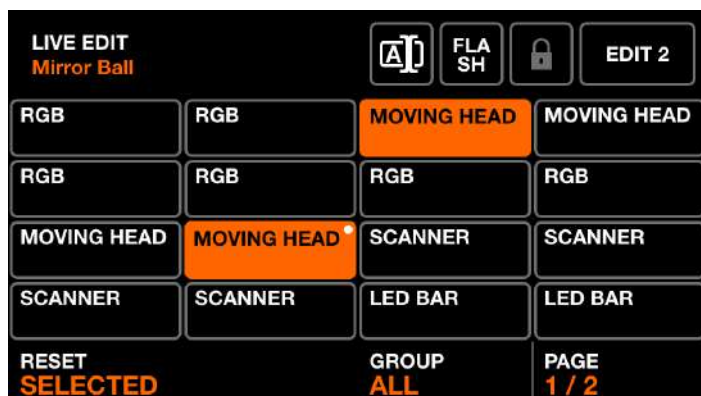 LIVE EDIT
Mirror Ball
A
FLA
SH
EDIT 2
RGB
RGB
MOVING HEAD
MOVING HEAD
RGB
RGB
RGB
RGB
MOVING HEAD
MOVING HEAD
SCANNER
SCANNER
SCANNER
SCANNER
LED BAR
LED BAR
RESET
SELECTED
GROUP
ALL
PAGE
1 / 2